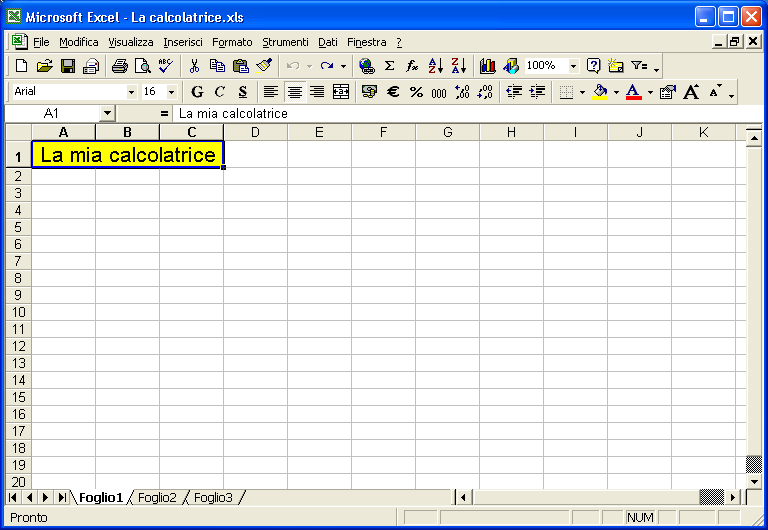 Microsoft Excel - La calcolatrice.xls
File Modifica Visualizza Inserisci Formato Strumenti Dati Finestra ?
100%
Arial 16 G C S € % 000
A1 = La mia calcolatrice
A B C D E F G H I J K
1 La mia calcolatrice
2
3
4
5
6
7
8
9
10
11
12
13
14
15
16
17
18
19
20
Foglio1 Foglio2 Foglio3
Pronto NUM